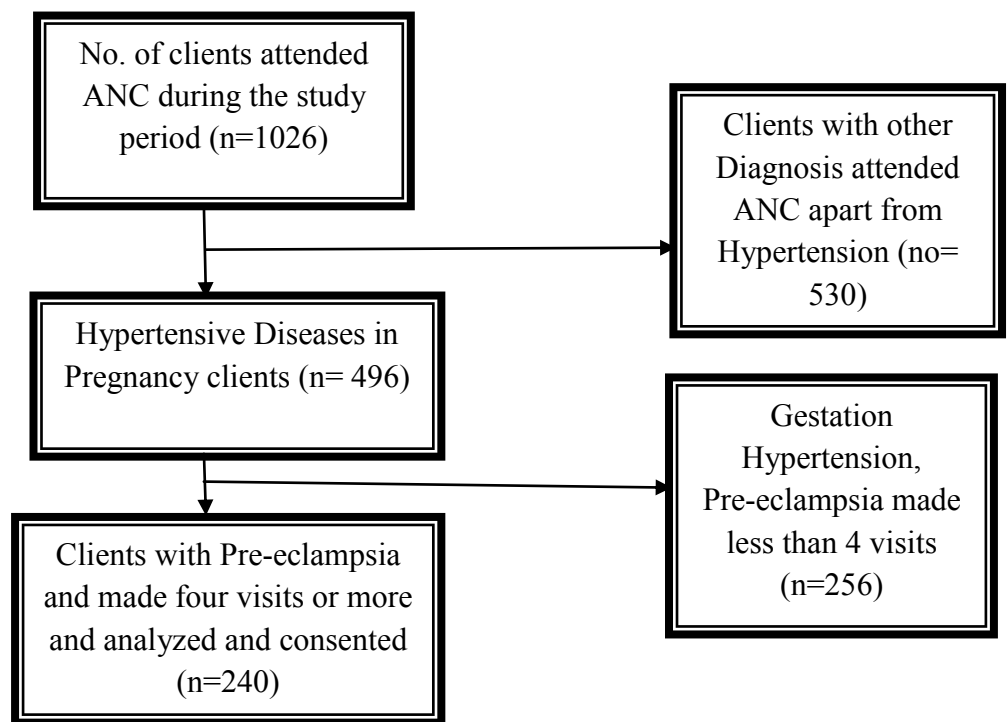 No. of clients attended
ANC during the study
period (n=1026)
Clients with other
Diagnosis attended
ANC apart from
Hypertension (no=
530)
Hypertensive Diseases in
Pregnancy clients (n= 496)
Gestation
Hypertension,
Pre-eclampsia made
less than 4 visits
(n=256)
Clients with Pre-eclampsia
and made four visits or more
and analyzed and consented
(n=240)